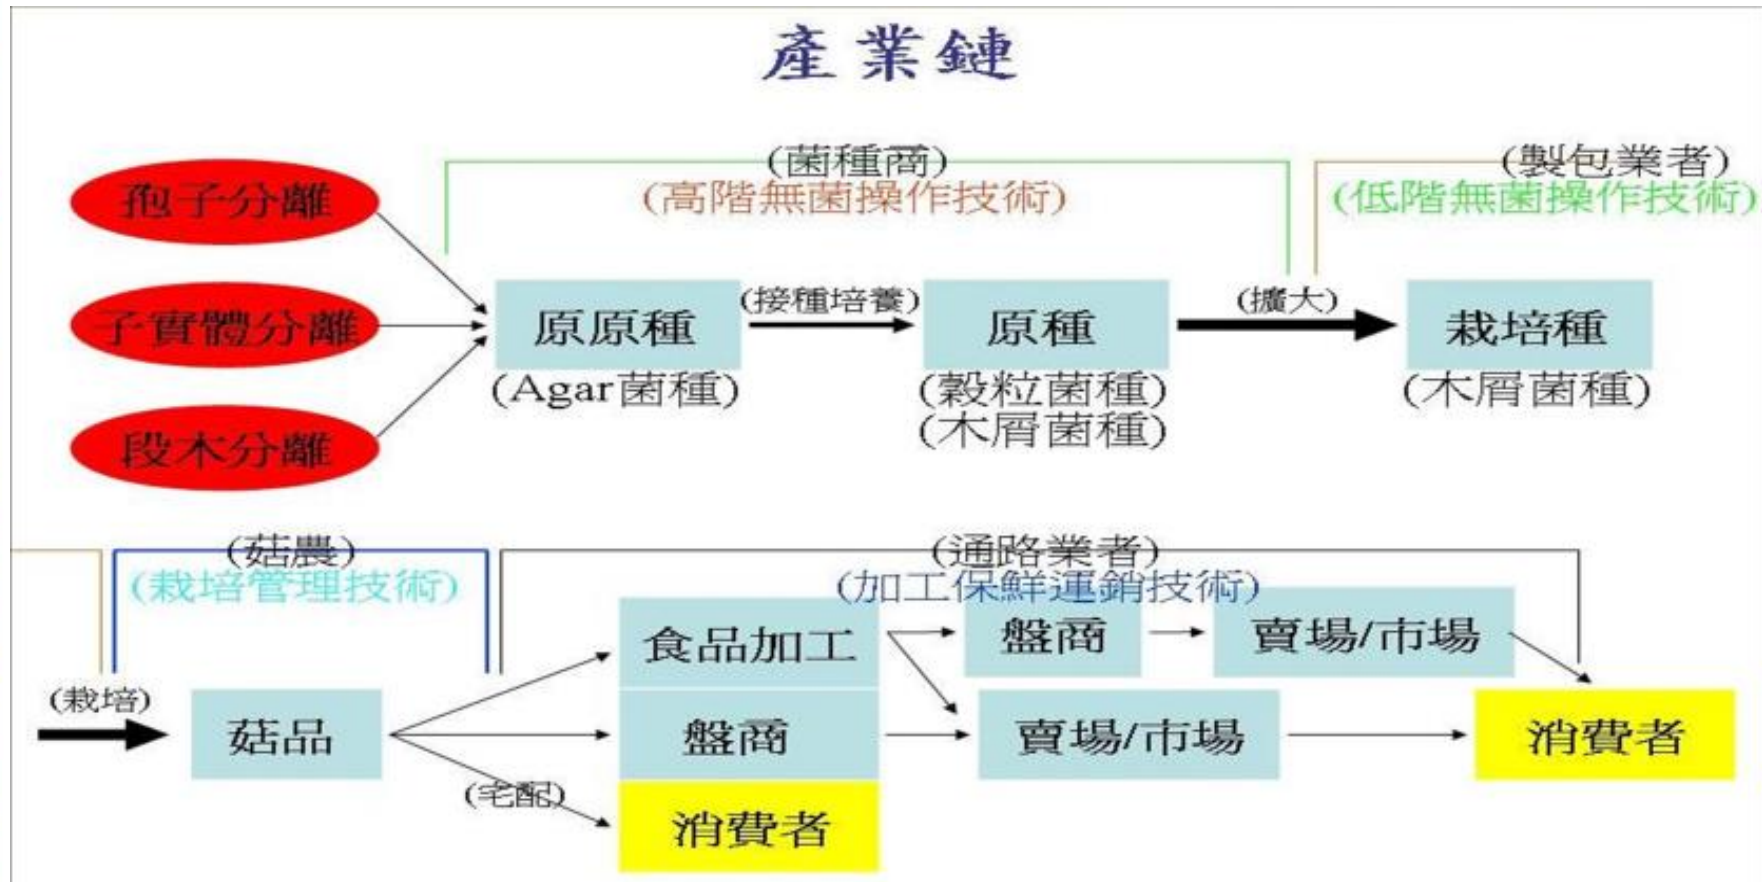 產業鏈
(菌種商)
(製包業者)
(高階無菌操作技術)
(低階無菌操作技術)
孢子分離
子實體分離
段木分離
原原種
(Agar菌種)
(接種培養)
原種
(穀粒菌種)
(木屑菌種)
(擴大)
栽培種
(木屑菌種)
(菇農)
(栽培管理技術)
(通路業者)
(加工保鮮運銷技術)
(栽培)
菇品
(宅配)
食品加工
盤商
賣場/市場
盤商
賣場/市場
消費者
消費者